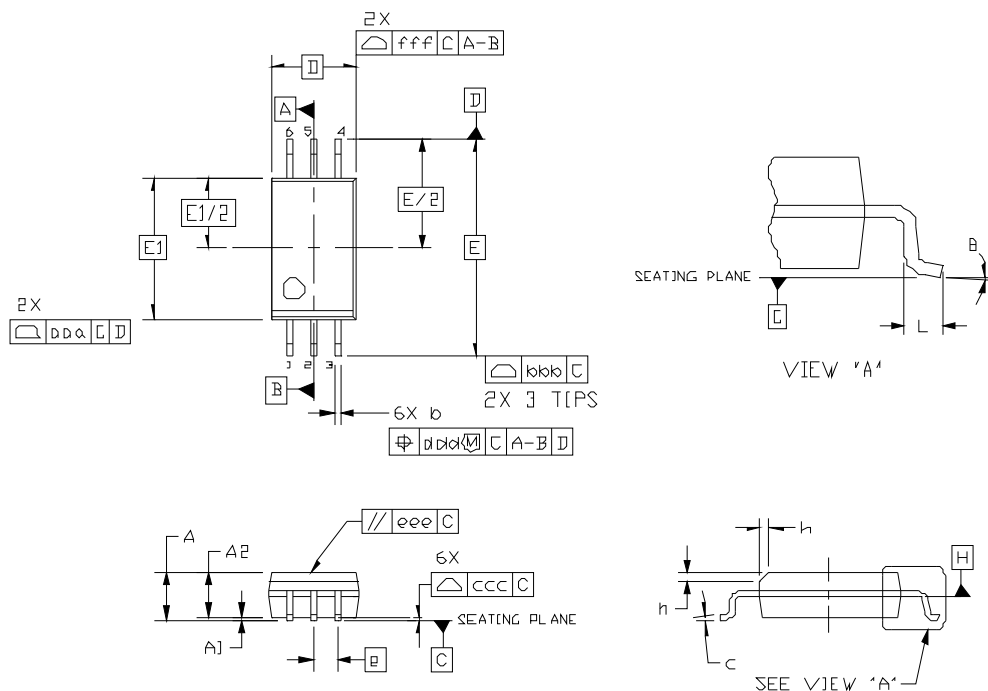 2X
fff C A-B
D
A
D
6 5 4
E1/2
E/2
E1
E
2X
aaa C D
1 2 3
B
bbb C
2X 3 TIPS
6X b
ddd M C A-B D
SEATING PLANE
C
L
θ
VIEW "A"
eee C
A
A2
6X
ccc C
SEATING PLANE
A1
C
e
h
h
H
c
SEE VIEW "A"